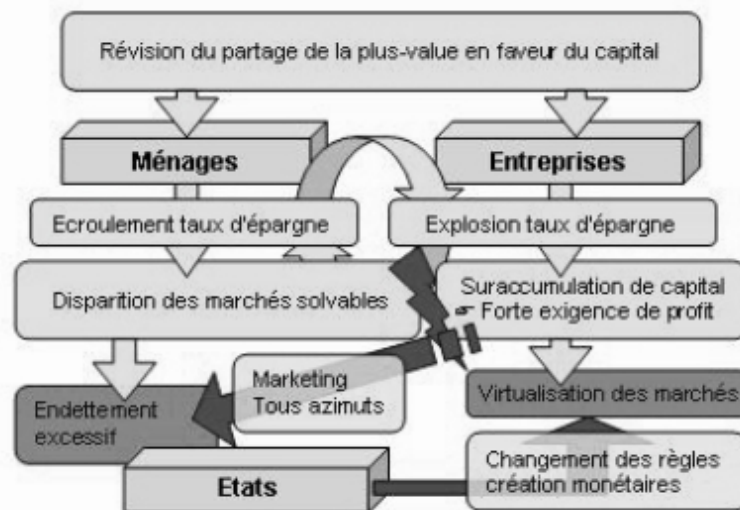 Révision du partage de la plus-value en faveur du capital
Ménages
Entreprises
Ecroulement taux d'épargne
Explosion taux d'épargne
Disparition des marchés solvables
Suraccumulation de capital
☞ Forte exigence de profit
Marketing
Tous azimuts
Endettement
excessif
Virtualisation des marchés
Etats
Changement des règles
création monétaires